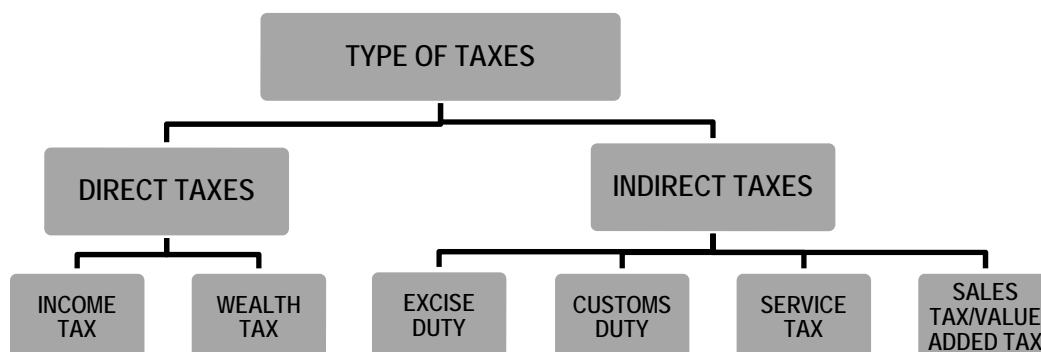 TYPE OF TAXES
DIRECT TAXES
INDIRECT TAXES
INCOME
TAX
WEALTH
TAX
EXCISE
DUTY
CUSTOMS
DUTY
SERVICE
TAX
SALES
TAX/VALUE
ADDED TAX